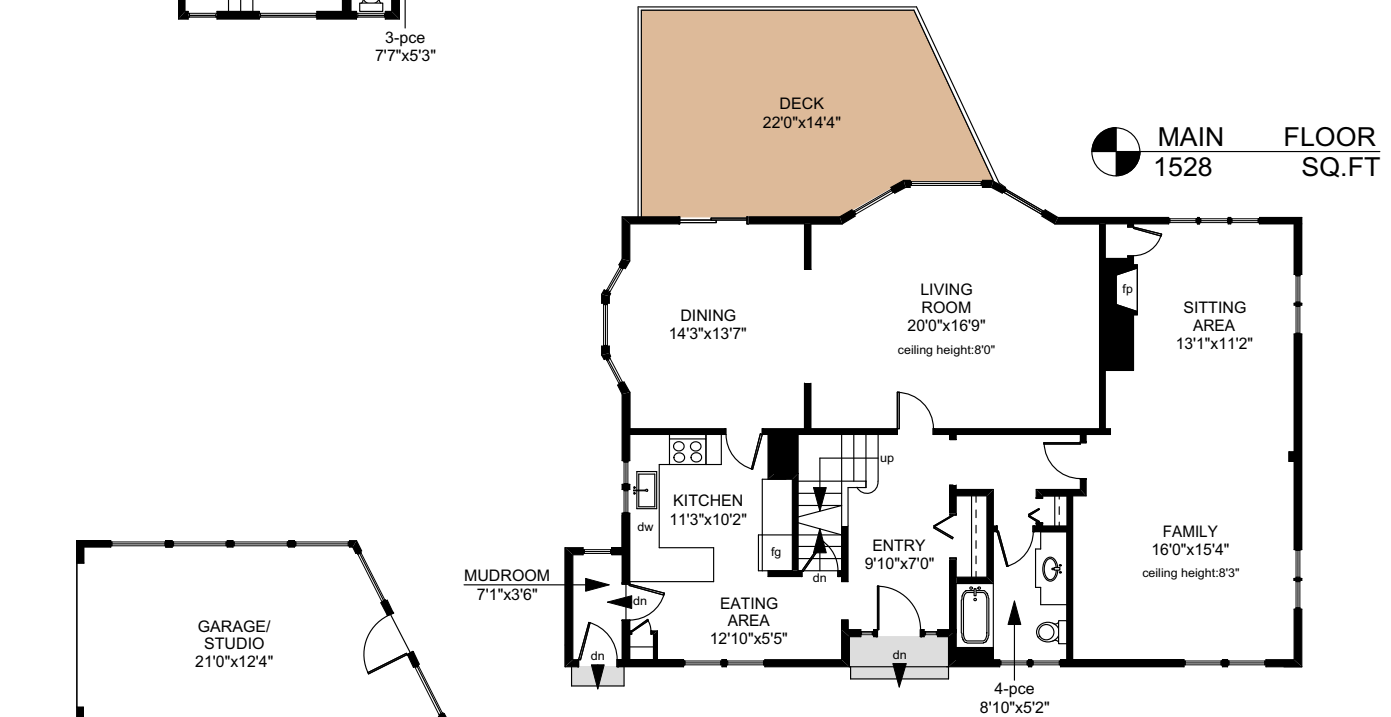 3-pce
7'7"x5'3"
DECK
22'0"x14'4"
MAIN FLOOR
1528 SQ.FT
LIVING
ROOM
20'0"x16'9"
ceiling height:8'0"
DINING
14'3"x13'7"
fp
SITTING
AREA
13'1"x11'2"
up
KITCHEN
11'3"x10'2"
dw
fg
dn
ENTRY
9'10"x7'0"
FAMILY
16'0"x15'4"
ceiling height:8'3"
MUDROOM
7'1"x3'6"
dn
EATING
AREA
12'10"x5'5"
GARAGE/
STUDIO
21'0"x12'4"
dn
dn
4-pce
8'10"x5'2"